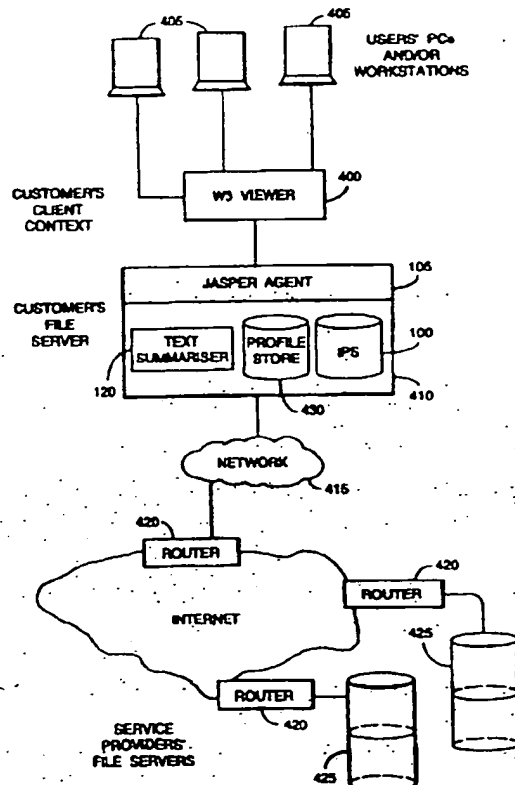 405
405
USERS' PCs
AND/OR
WORKSTATIONS
W3 VIEWER
400
CUSTOMER'S
CLIENT
CONTEXT
JASPER AGENT
105
CUSTOMER'S
FILE
SERVER
TEXT
SUMMARISER
PROFILE
STORE
IPS
100
120
430
410
NETWORK
415
420
ROUTER
420
ROUTER
INTERNET
425
ROUTER
420
SERVICE
PROVIDERS'
FILE SERVERS
425